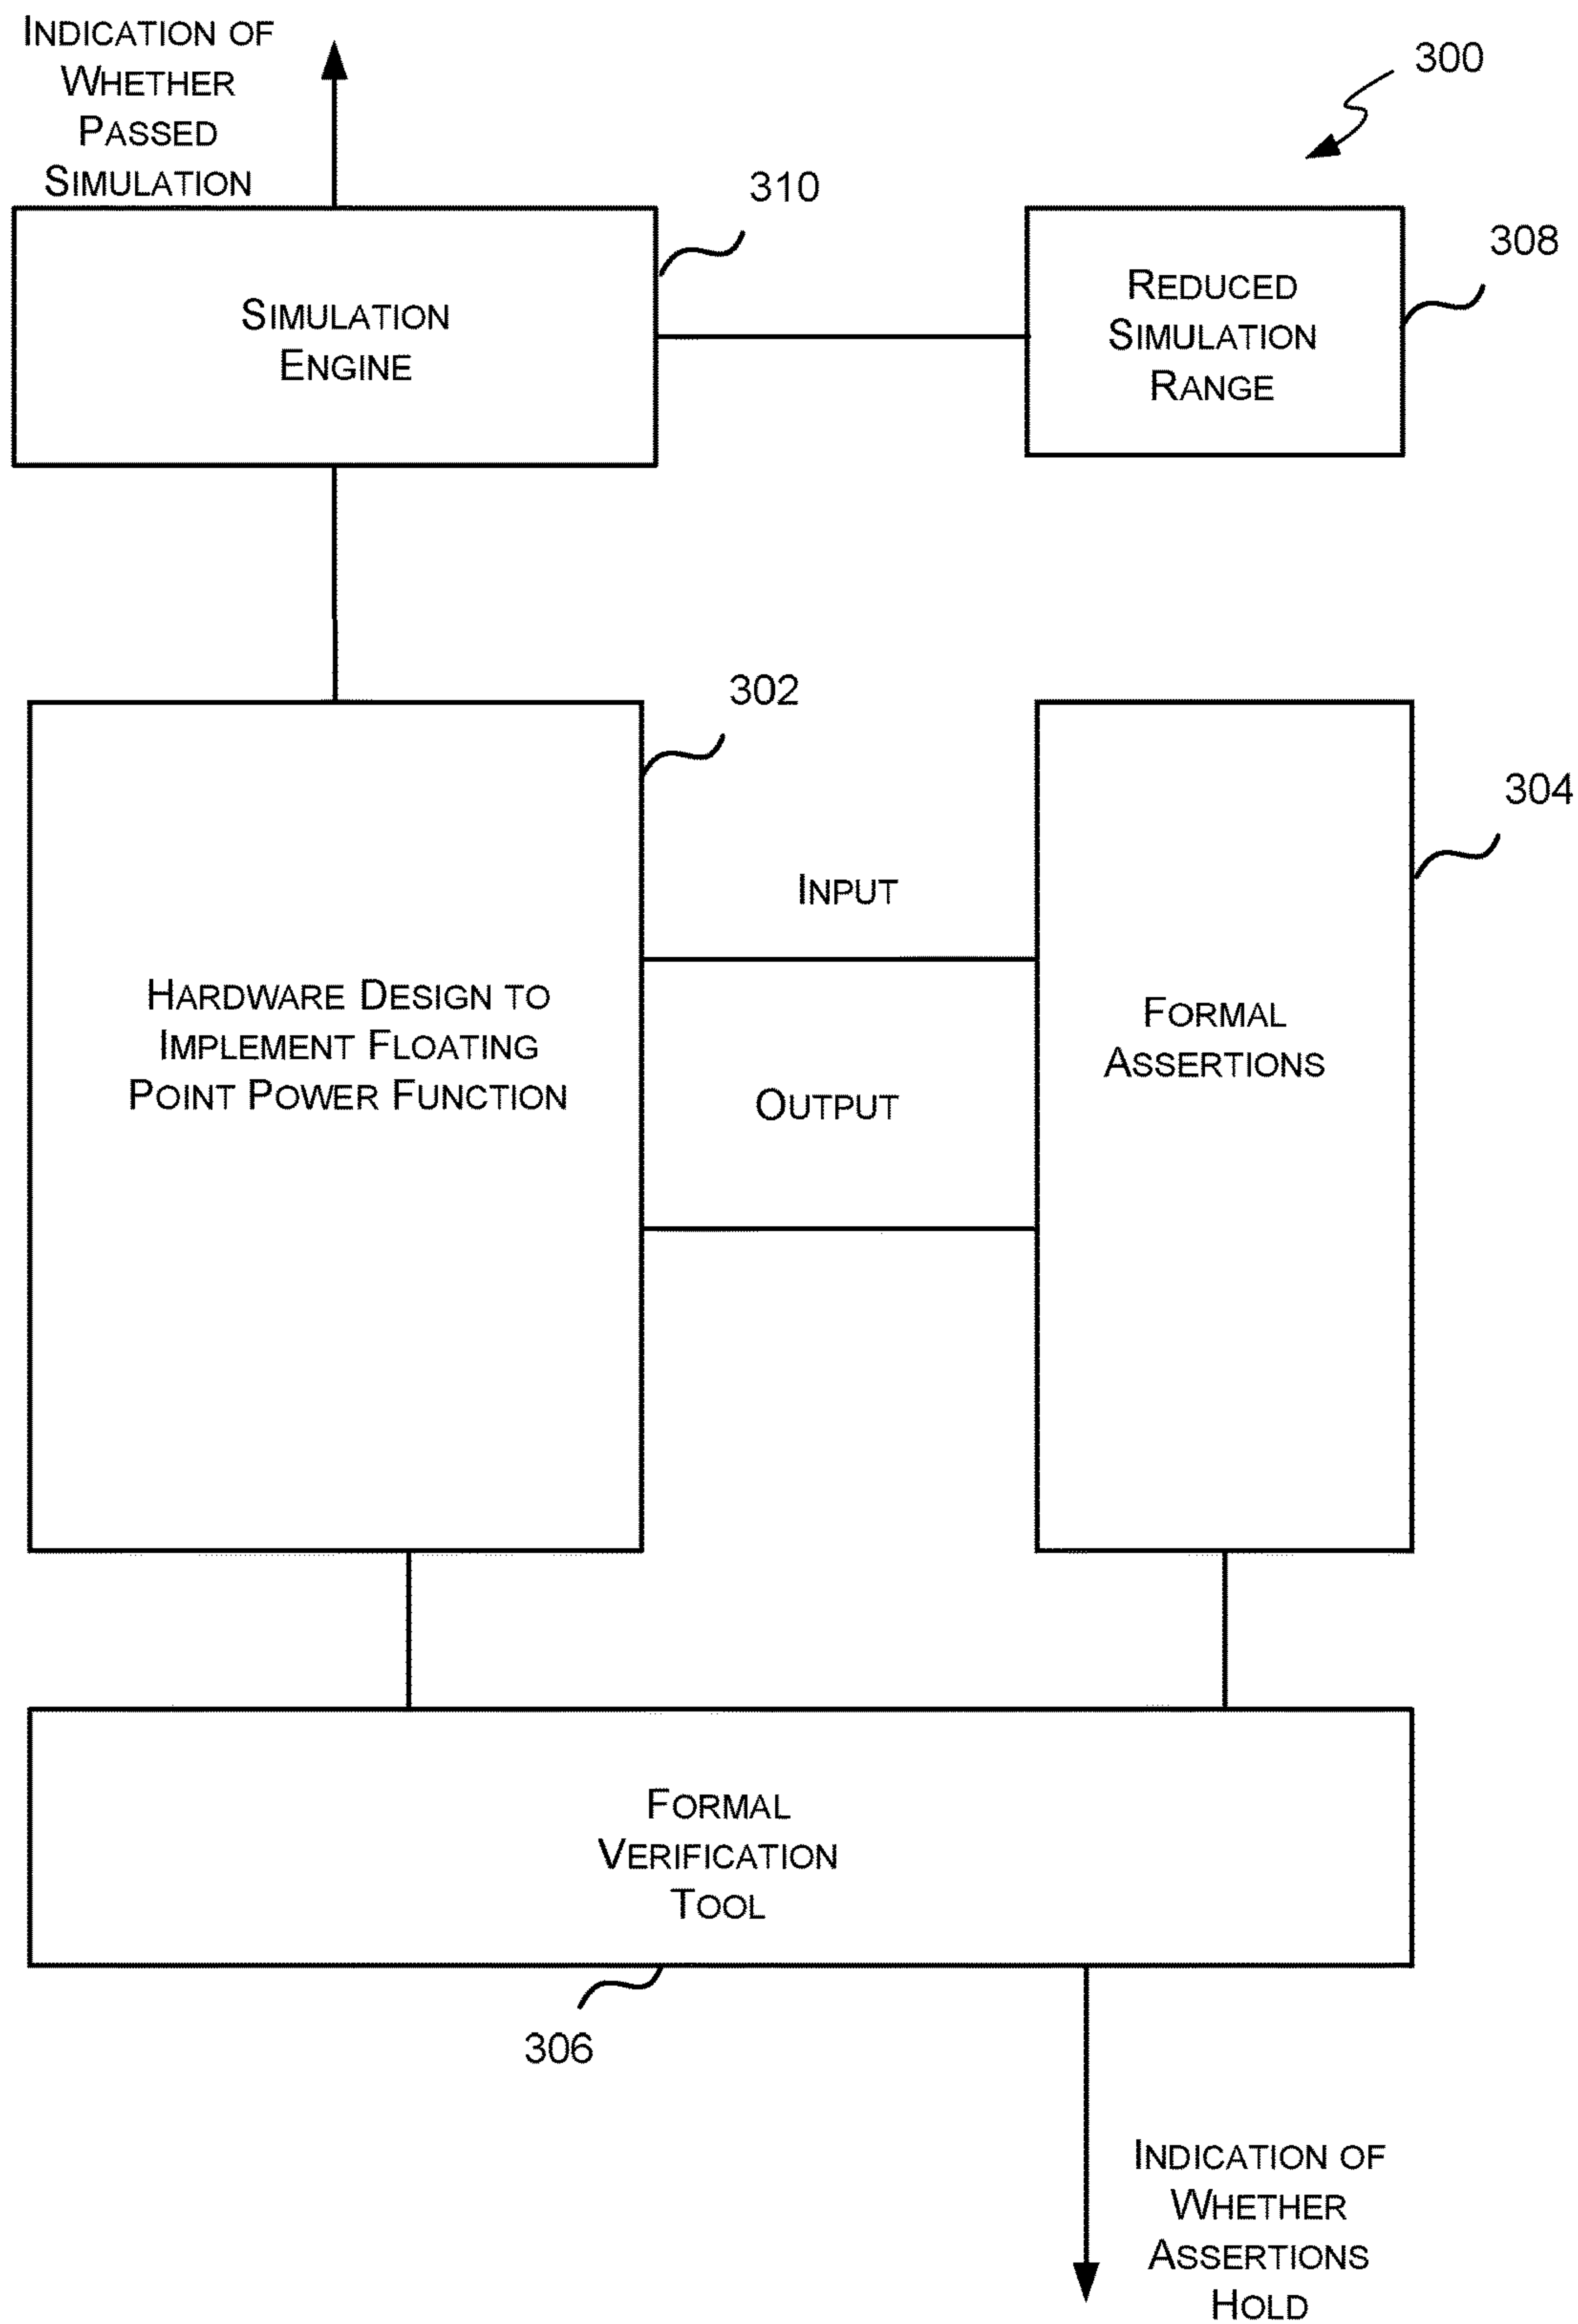 INDICATION OF
WHETHER
PASSED
SIMULATION
300
310
308
SIMULATION
ENGINE
REDUCED
SIMULATION
RANGE
302
304
INPUT
HARDWARE DESIGN TO
IMPLEMENT FLOATING
POINT POWER FUNCTION
FORMAL
ASSERTIONS
OUTPUT
FORMAL
VERIFICATION
TOOL
306
INDICATION OF
WHETHER
ASSERTIONS
HOLD